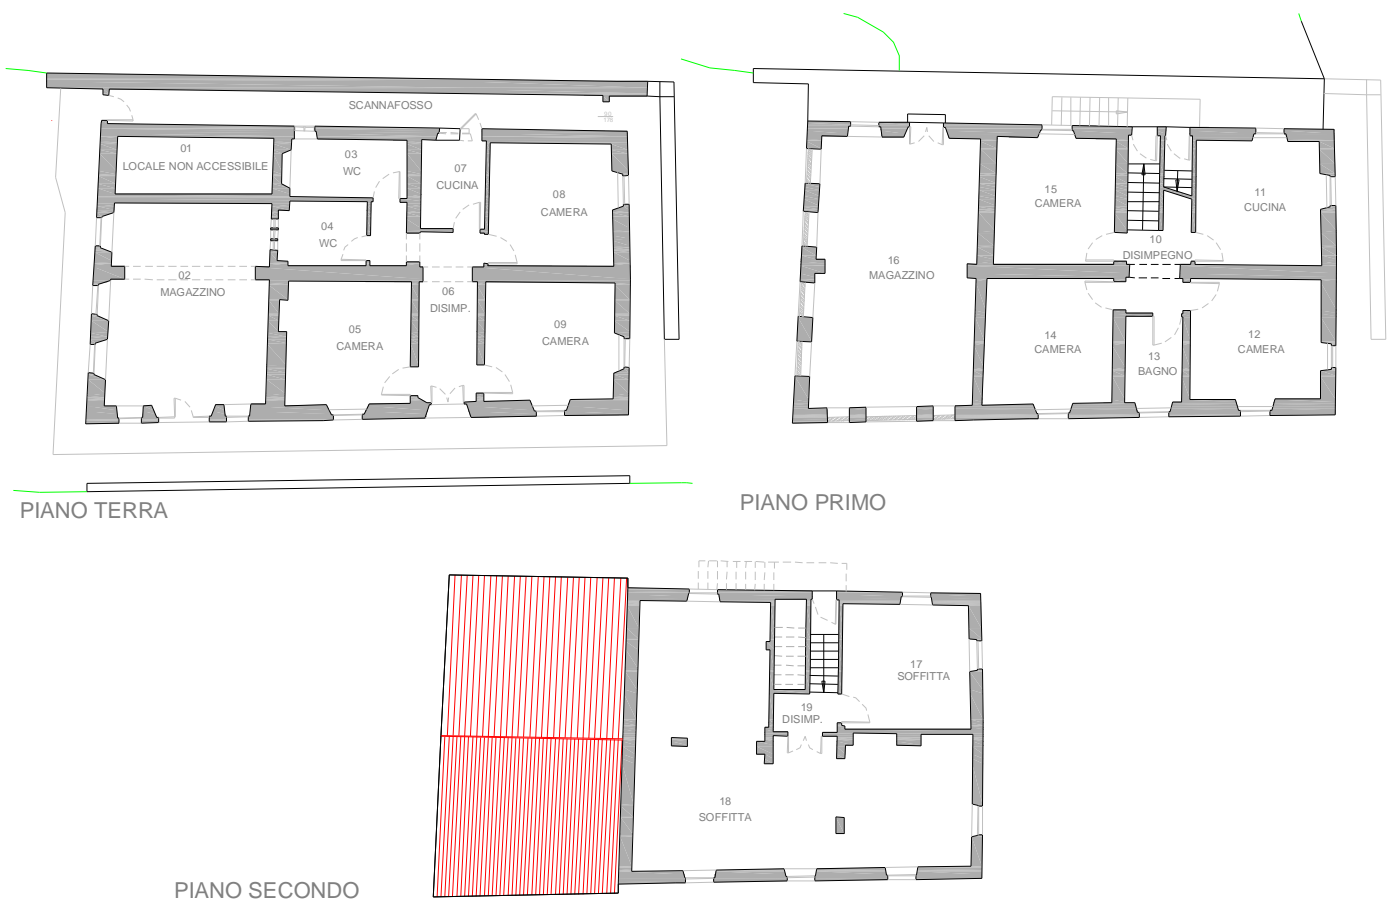 SCANNAFOSSO
01
LOCALE NON ACCESSIBILE
03
WC
07
CUCINA
08
CAMERA
04
WC
02
MAGAZZINO
06
DISIMP.
05
CAMERA
09
CAMERA
PIANO TERRA
15
CAMERA
11
CUCINA
10
DISIMPEGNO
16
MAGAZZINO
14
CAMERA
13
BAGNO
12
CAMERA
PIANO PRIMO
17
SOFFITTA
19
DISIMP.
18
SOFFITTA
PIANO SECONDO